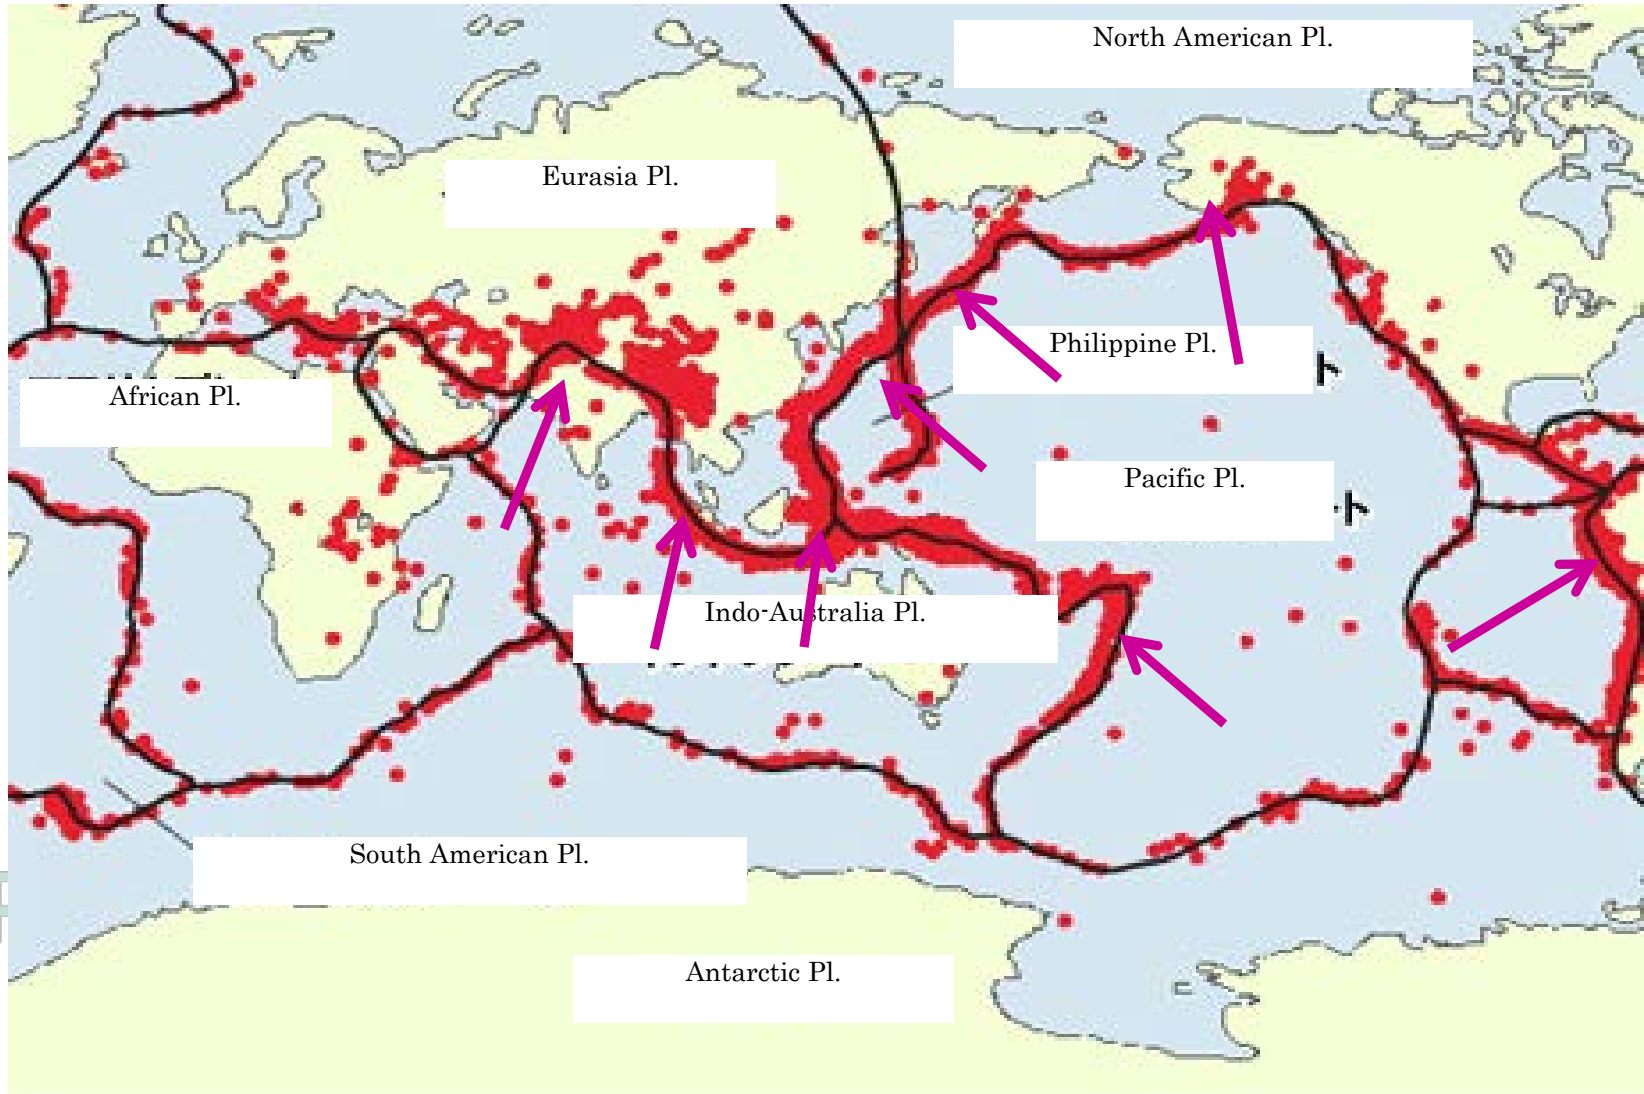 North American Pl.
Eurasia Pl.
Philippine Pl.
African Pl.
Pacific Pl.
Indo-Australia Pl.
South American Pl.
Antarctic Pl.